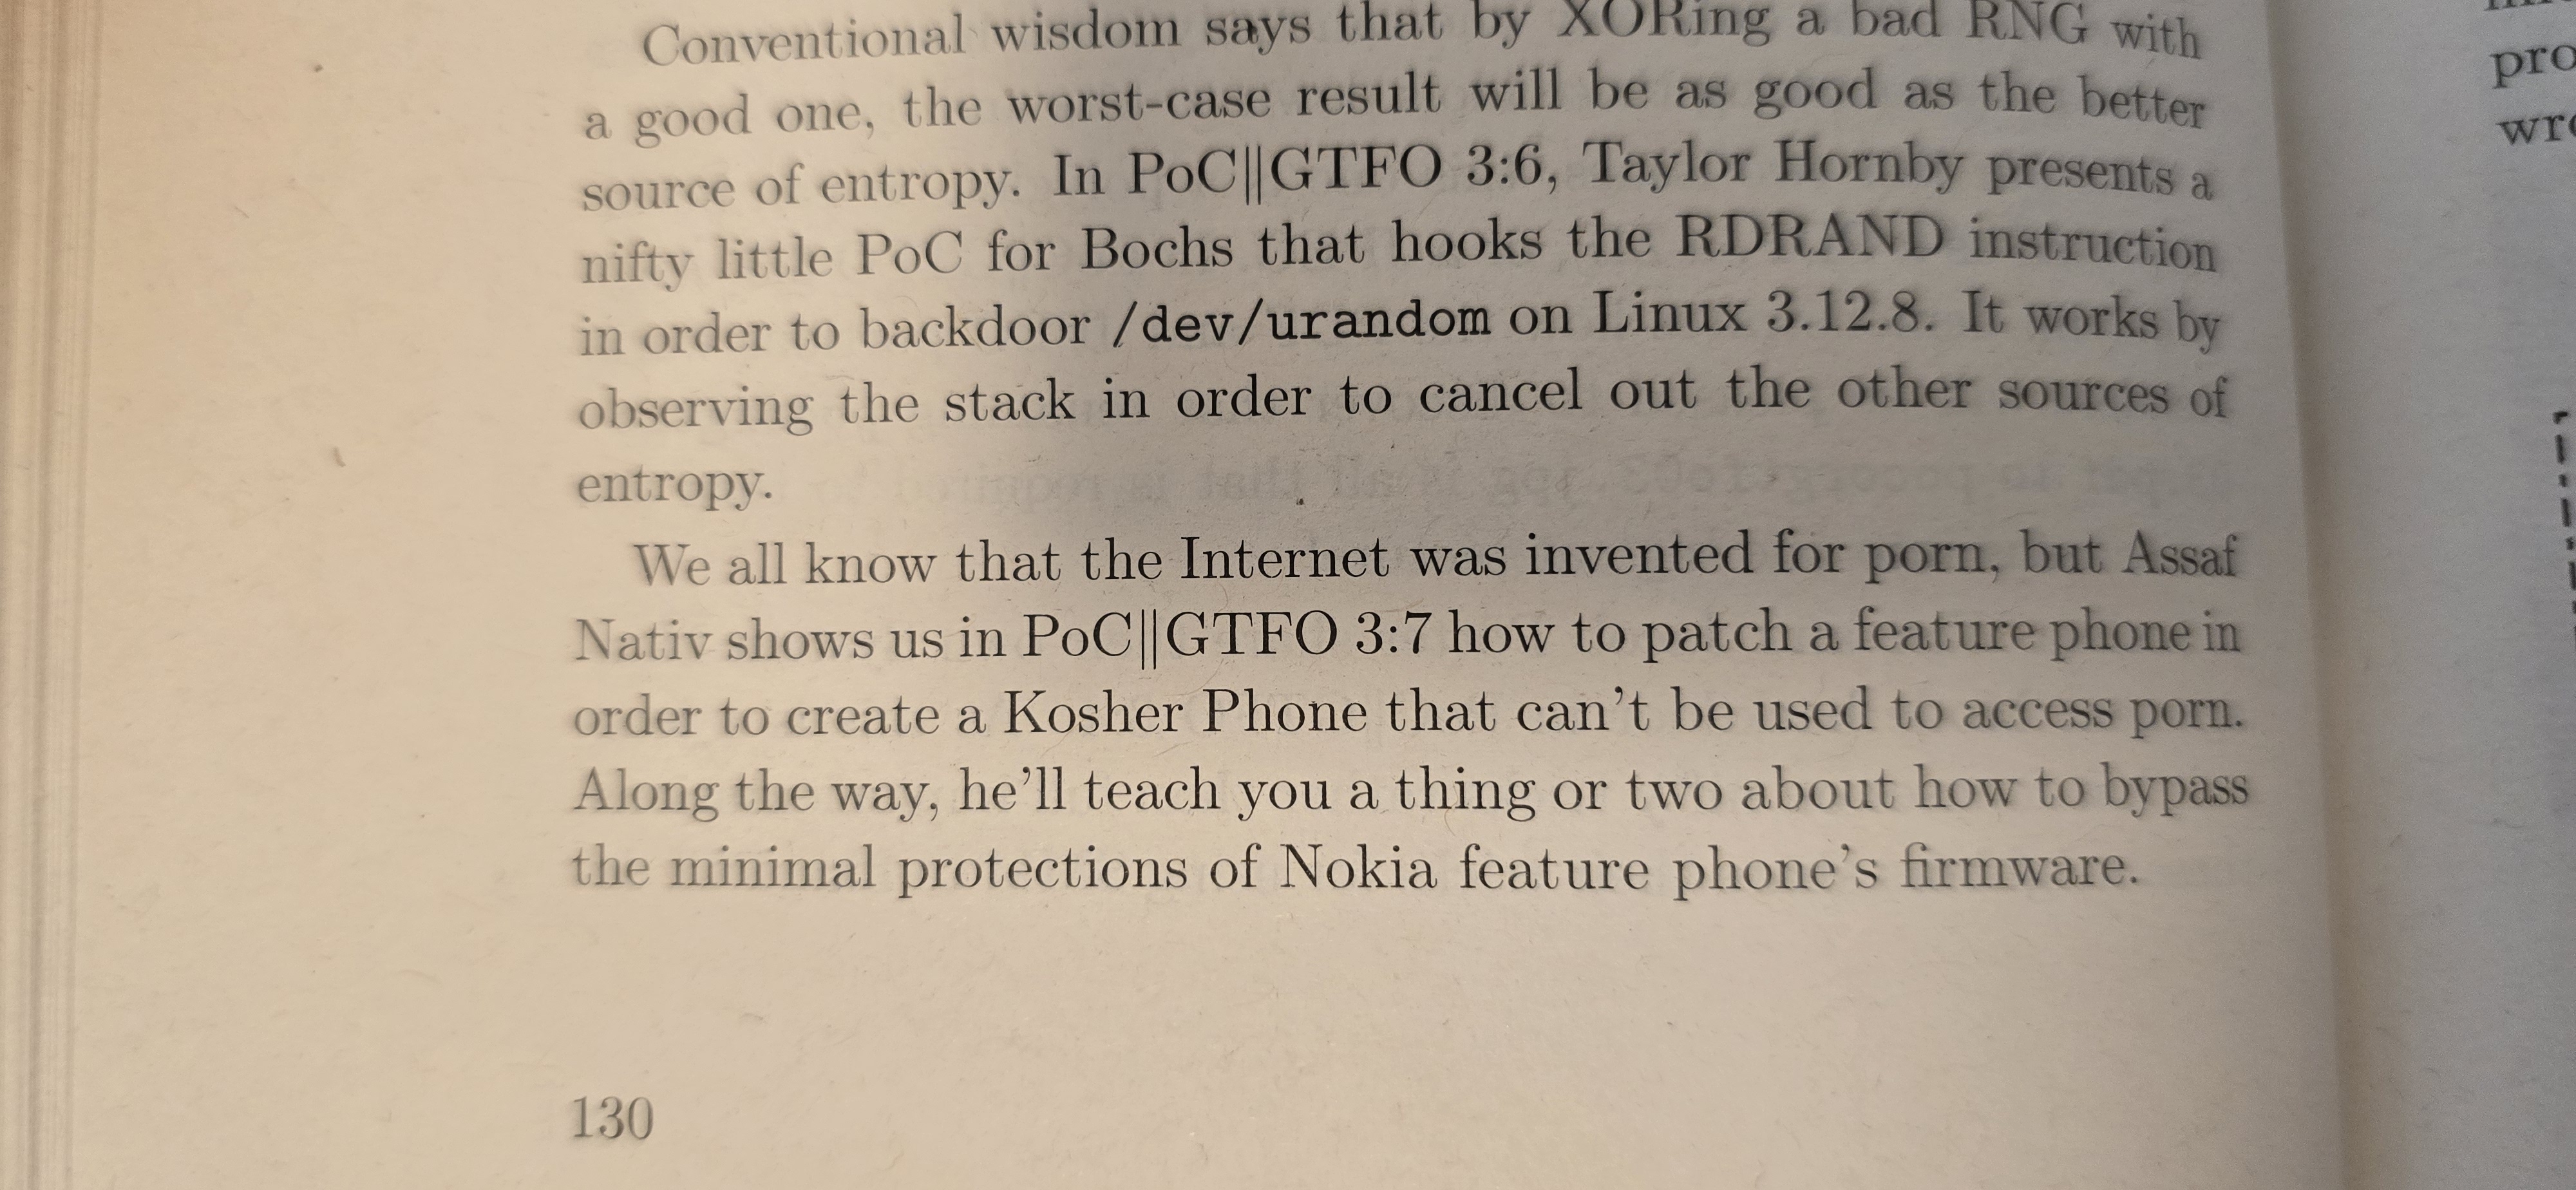 Conventional wisdom says that by XORing a bad RNG with
a good one, the worst-case result will be as good as the better
source of entropy. In PoC||GTFO 3:6, Taylor Hornby presents a
nifty little PoC for Bochs that hooks the RDRAND instruction
in order to backdoor /dev/urandom on Linux 3.12.8. It works by
observing the stack in order to cancel out the other sources of
entropy.
We all know that the Internet was invented for porn, but Assaf
Nativ shows us in PoC||GTFO 3:7 how to patch a feature phone in
order to create a Kosher Phone that can't be used to access porn.
Along the way, he'll teach you a thing or two about how to bypass
the minimal protections of Nokia feature phone's firmware.
130